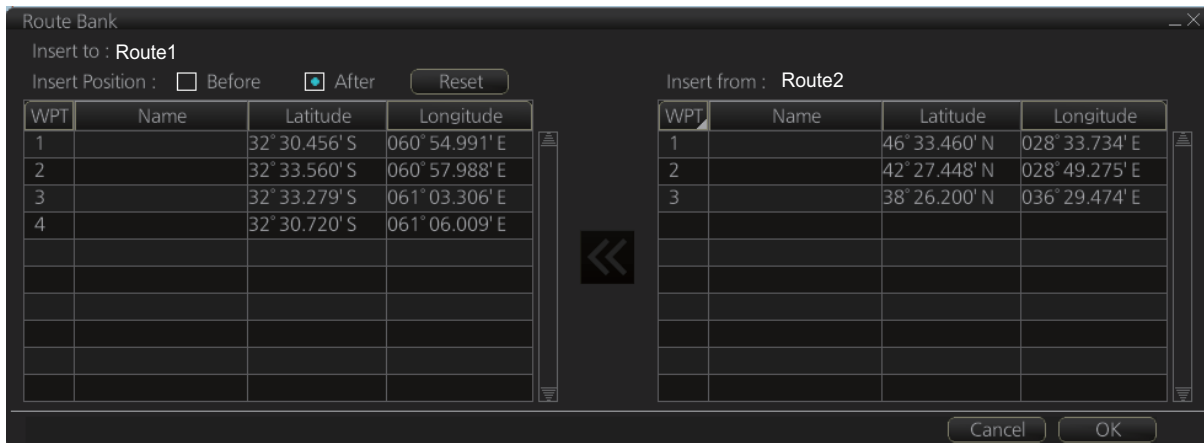 Route Bank
Insert to : Route1
Insert Position : Before After Reset
Insert from : Route2
WPT Name Latitude Longitude
1 32°30.456' S 060°54.991' E
2 32°33.560' S 060°57.988' E
3 32°33.279' S 061°03.306' E
4 32°30.720' S 061°06.009' E
WPT Name Latitude Longitude
1 46°33.460' N 028°33.734' E
2 42°27.448' N 028°49.275' E
3 38°26.200' N 036°29.474' E
Cancel OK